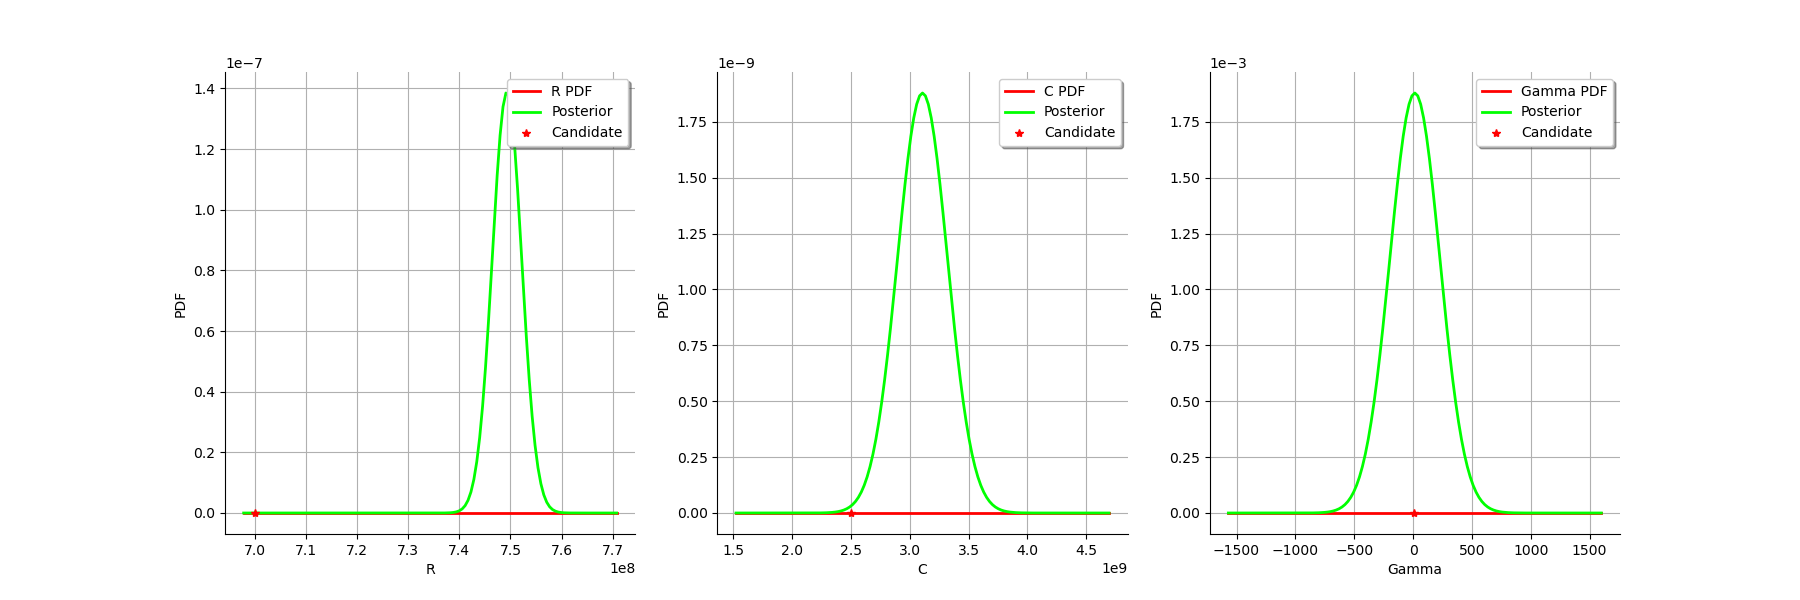 1e−7
1.4
1.2
1.0
0.8
0.6
0.4
0.2
0.0
PDF
7.0 7.1 7.2 7.3 7.4 7.5 7.6 7.7
1e8
R
R PDF
Posterior
Candidate
1e−9
1.75
1.50
1.25
1.00
0.75
0.50
0.25
0.00
PDF
1.5 2.0 2.5 3.0 3.5 4.0 4.5
1e9
C
C PDF
Posterior
Candidate
1e−3
1.75
1.50
1.25
1.00
0.75
0.50
0.25
0.00
PDF
−1500 −1000 −500 0 500 1000 1500
Gamma
Gamma PDF
Posterior
Candidate